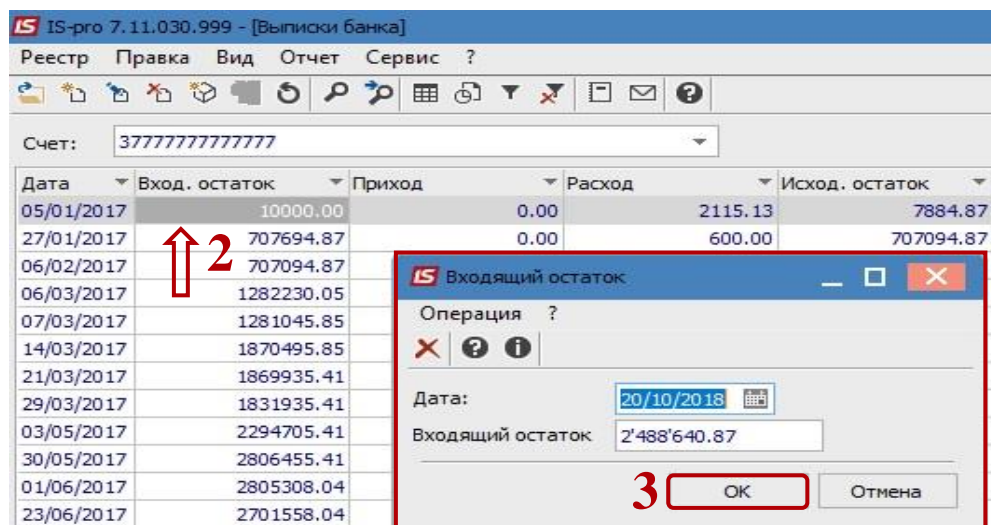 IS IS-pro 7.11.030.999 - [Выписки банка]
Реестр Правка Вид Отчет Сервис ?
Счет: 37777777777777
Дата Вход. остаток Приход Расход Исход. остаток
05/01/2017 10000.00 0.00 2115.13 7884.87
27/01/2017 707694.87 0.00 600.00 707094.87
2
06/02/2017 707094.87
06/03/2017 1282230.05
07/03/2017 1281045.85
14/03/2017 1870495.85
21/03/2017 1869935.41
29/03/2017 1831935.41
03/05/2017 2294705.41
30/05/2017 2806455.41
01/06/2017 2805308.04
23/06/2017 2701558.04
IS Входящий остаток
Операция ?
Дата: 20/10/2018
Входящий остаток 2'488'640.87
3 OK Отмена